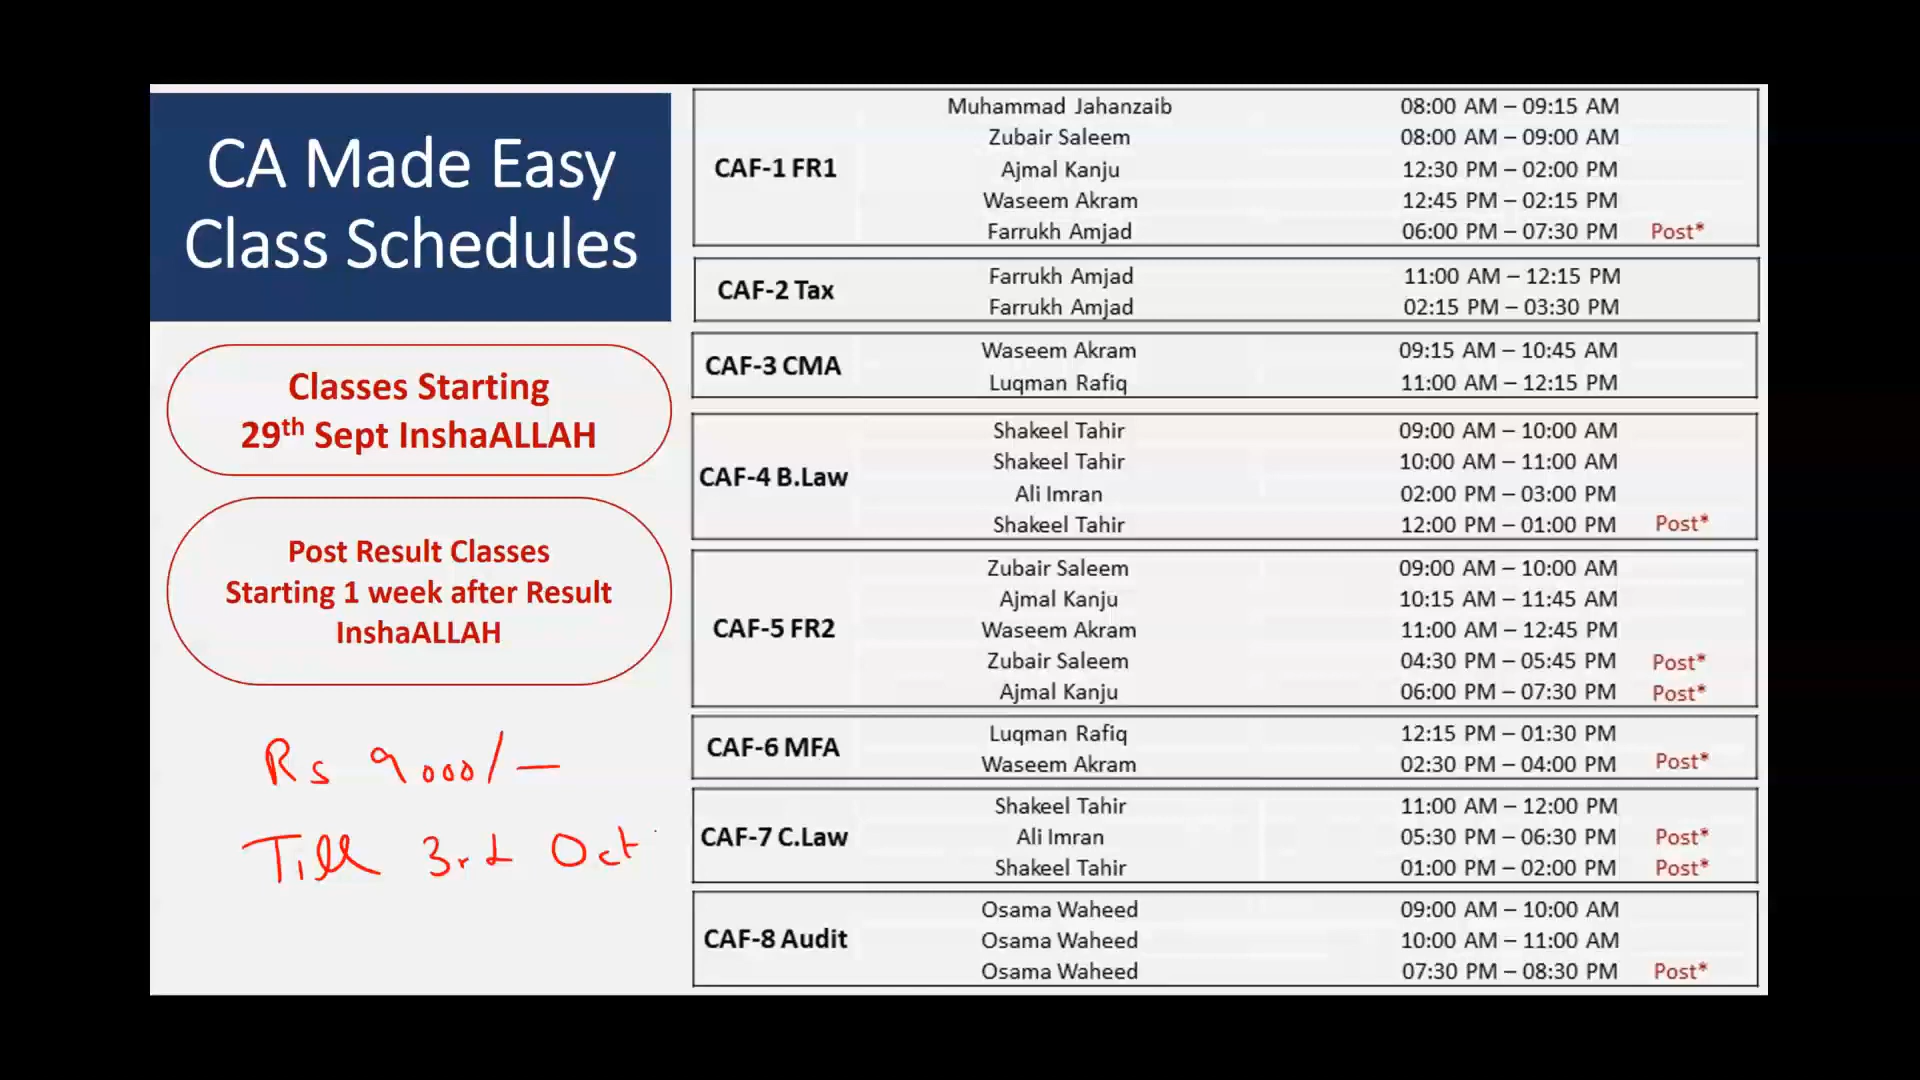 CA Made Easy
Class Schedules
Classes Starting
29th Sept InshaALLAH
Post Result Classes
Starting 1 week after Result
InshaALLAH
Rs 9000/-
Till 3rd Oct
CAF-1 FR1
Muhammad Jahanzaib 08:00 AM – 09:15 AM
Zubair Saleem 08:00 AM – 09:00 AM
Ajmal Kanju 12:30 PM – 02:00 PM
Waseem Akram 12:45 PM – 02:15 PM
Farrukh Amjad 06:00 PM – 07:30 PM Post*
CAF-2 Tax
Farrukh Amjad 11:00 AM – 12:15 PM
Farrukh Amjad 02:15 PM – 03:30 PM
CAF-3 CMA
Waseem Akram 09:15 AM – 10:45 AM
Luqman Rafiq 11:00 AM – 12:15 PM
CAF-4 B.Law
Shakeel Tahir 09:00 AM – 10:00 AM
Shakeel Tahir 10:00 AM – 11:00 AM
Ali Imran 02:00 PM – 03:00 PM
Shakeel Tahir 12:00 PM – 01:00 PM Post*
CAF-5 FR2
Zubair Saleem 09:00 AM – 10:00 AM
Ajmal Kanju 10:15 AM – 11:45 AM
Waseem Akram 11:00 AM – 12:45 PM
Zubair Saleem 04:30 PM – 05:45 PM Post*
Ajmal Kanju 06:00 PM – 07:30 PM Post*
CAF-6 MFA
Luqman Rafiq 12:15 PM – 01:30 PM
Waseem Akram 02:30 PM – 04:00 PM Post*
CAF-7 C.Law
Shakeel Tahir 11:00 AM – 12:00 PM
Ali Imran 05:30 PM – 06:30 PM Post*
Shakeel Tahir 01:00 PM – 02:00 PM Post*
CAF-8 Audit
Osama Waheed 09:00 AM – 10:00 AM
Osama Waheed 10:00 AM – 11:00 AM
Osama Waheed 07:30 PM – 08:30 PM Post*